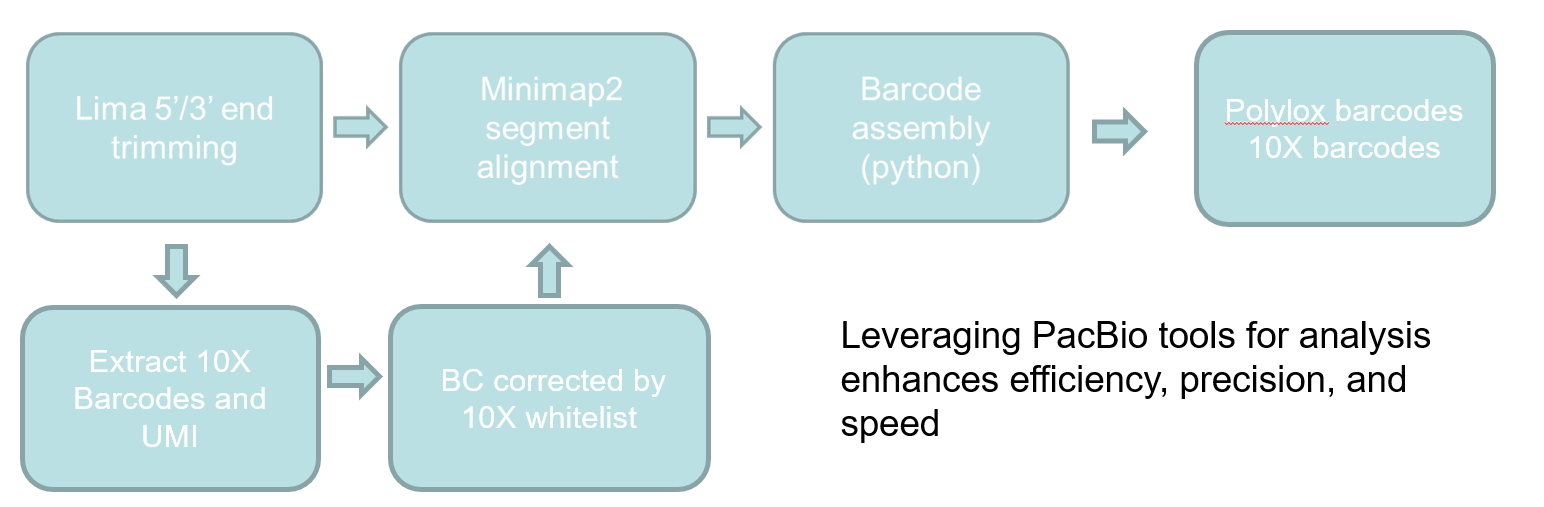 Lima 5’/3’ end
trimming
Minimap2
segment
alignment
Barcode
assembly
(python)
Polylox barcodes
10X barcodes
Extract 10X
Barcodes and
UMI
BC corrected by
10X whitelist
Leveraging PacBio tools for analysis
enhances efficiency, precision, and
speed